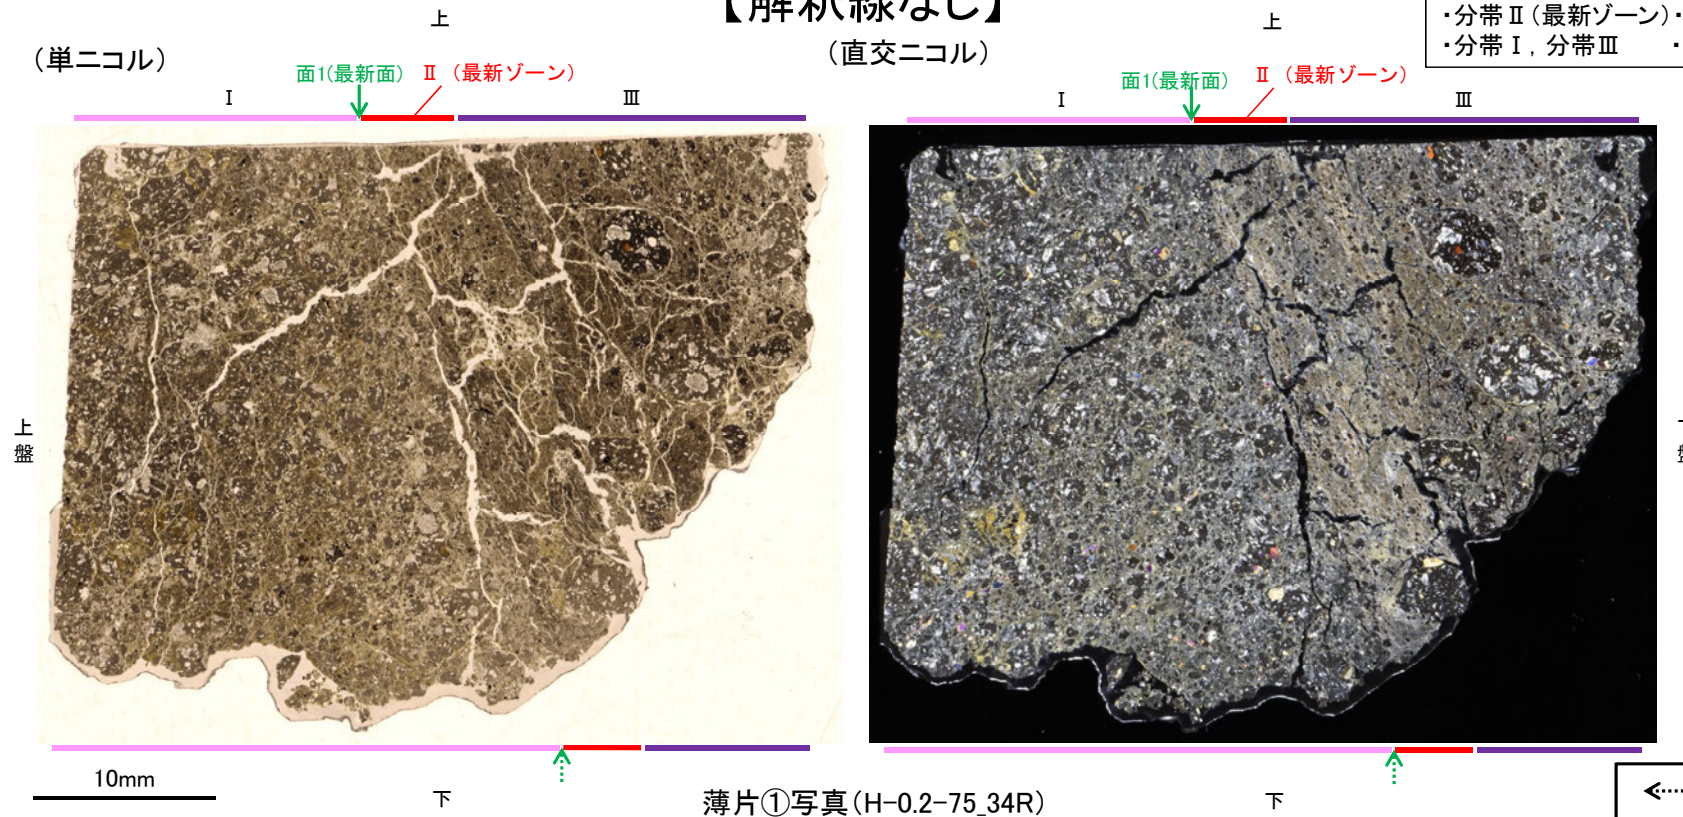 【解釈線なし】
・分帯Ⅱ(最新ゾーン)・
・分帯Ⅰ,分帯Ⅲ ・
上
上
(単ニコル)
(直交ニコル)
面1(最新面) Ⅱ (最新ゾーン)
Ⅰ
Ⅲ
面1(最新面) Ⅱ (最新ゾーン)
Ⅰ
Ⅲ
上盤
10mm
下
薄片①写真(H-0.2-75_34R)
下